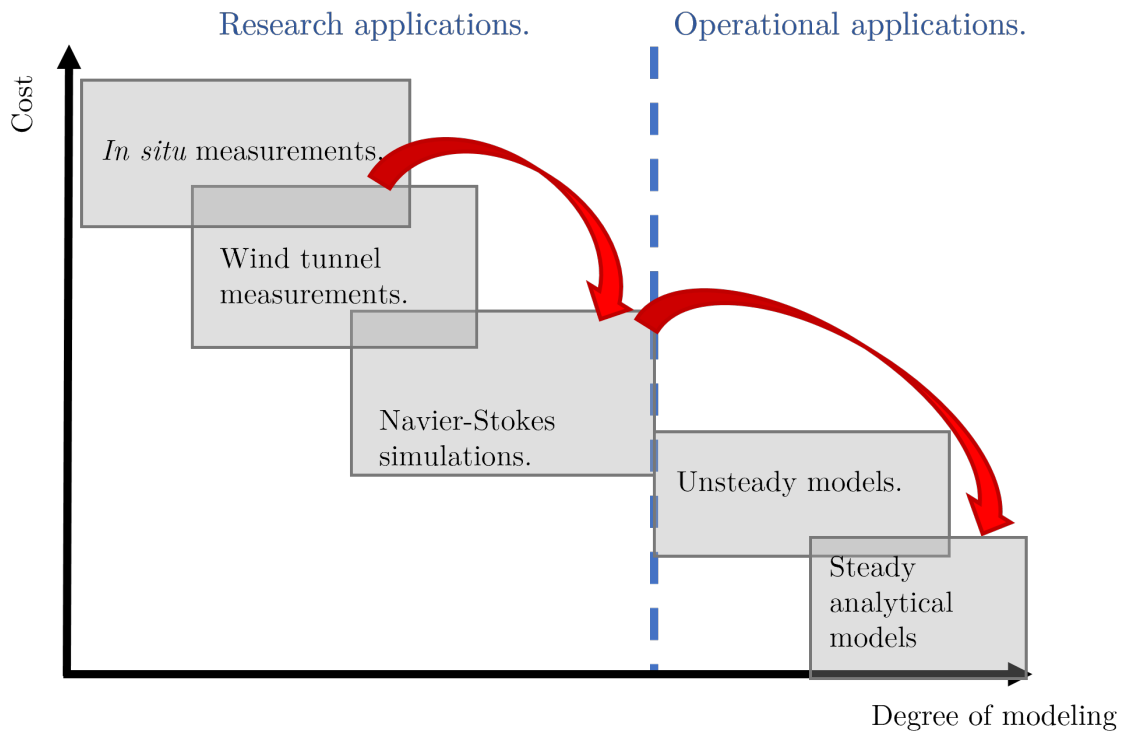 Research applications.
Operational applications.
Cost
In situ measurements.
Wind tunnel
measurements.
Navier-Stokes
simulations.
Unsteady models.
Steady
analytical
models
Degree of modeling